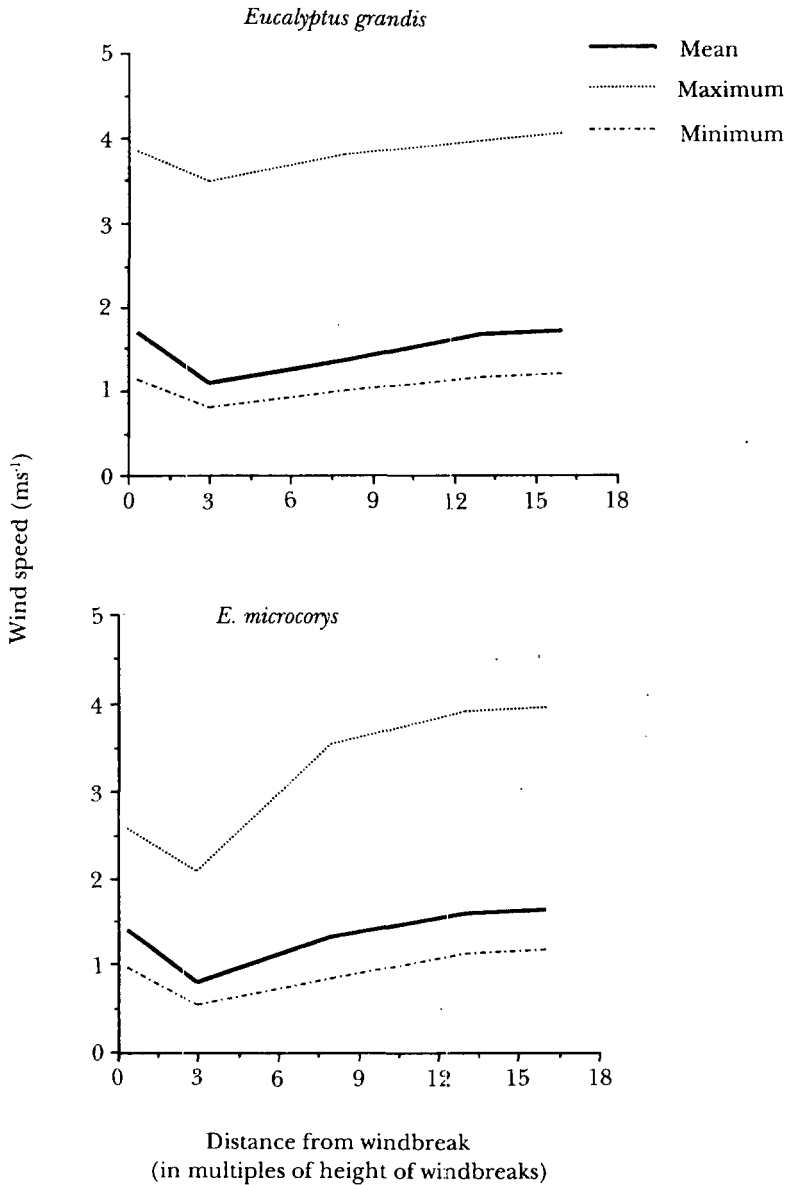 Eucalyptus grandis
Mean
Maximum
Minimum
5
4
3
2
1
0
0 3 6 9 12 15 18
Wind speed (ms⁻¹)
E. microcorys
5
4
3
2
1
0
0 3 6 9 12 15 18
Distance from windbreak
(in multiples of height of windbreaks)